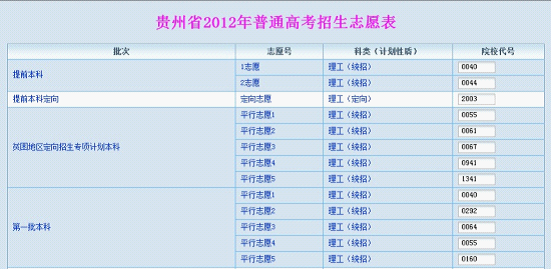 贵州省2012年普通高考招生志愿表
批次 志愿号 科类（计划性质） 院校代号
提前本科 1志愿 理工（统招） 0040
2志愿 理工（统招） 0044
提前本科定向 定向志愿 理工（定向） 2003
贫困地区定向招生专项计划本科 平行志愿1 理工（统招） 0055
平行志愿2 理工（统招） 0061
平行志愿3 理工（统招） 0067
平行志愿4 理工（统招） 0941
平行志愿5 理工（统招） 1341
第一批本科 平行志愿1 理工（统招） 0040
平行志愿2 理工（统招） 0292
平行志愿3 理工（统招） 0064
平行志愿4 理工（统招） 0055
平行志愿5 理工（统招） 0160